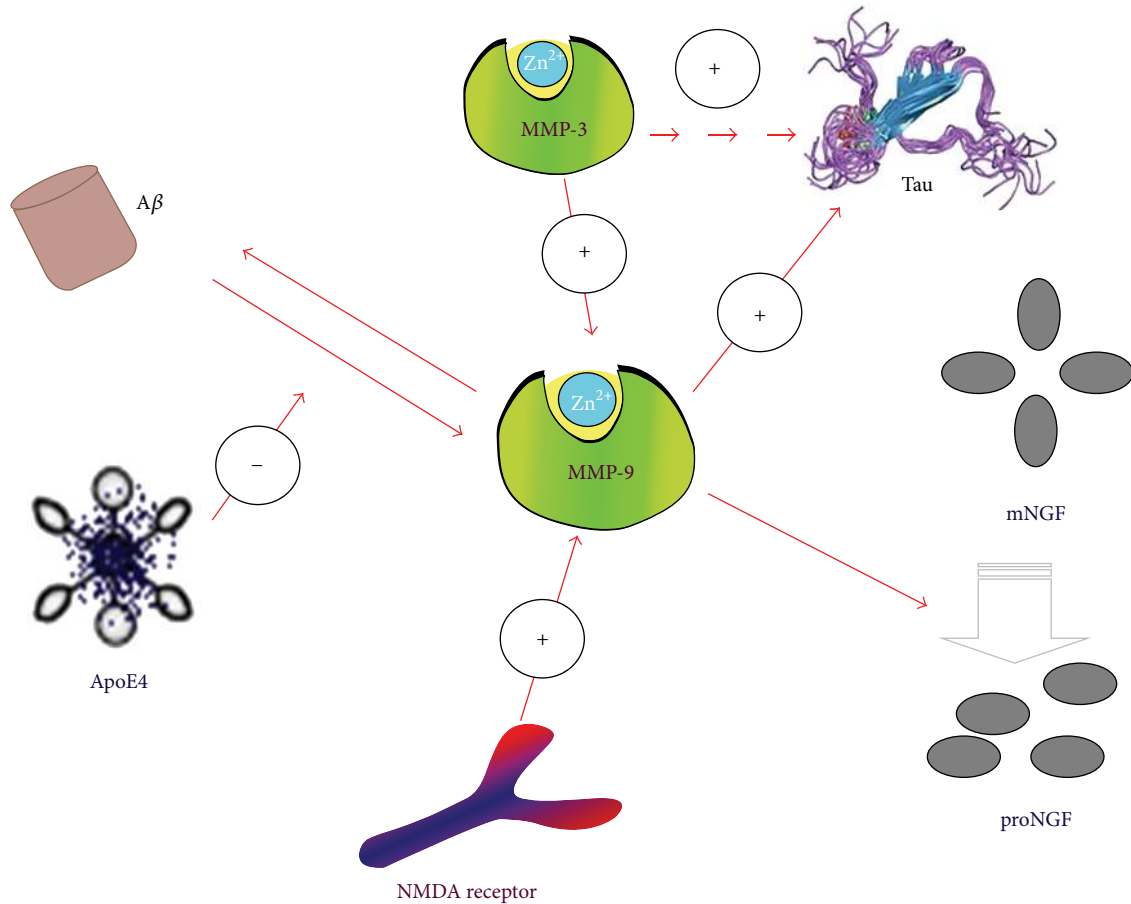 Zn²⁺
MMP-3
+
Tau
Aβ
+
+
Zn²⁺
MMP-9
−
mNGF
ApoE4
+
proNGF
NMDA receptor